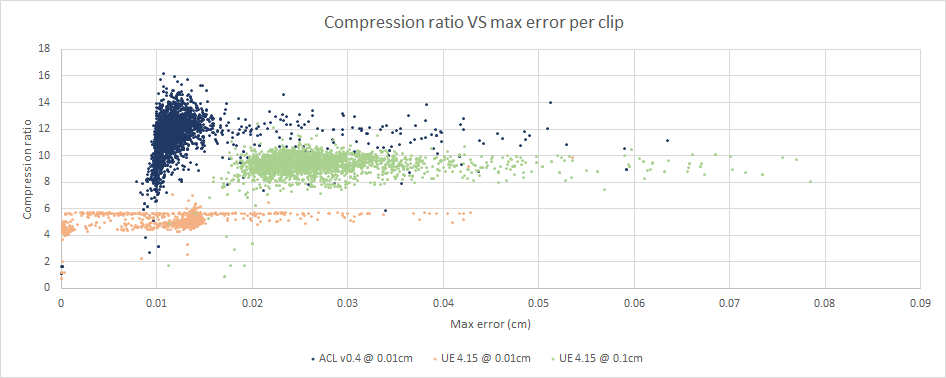 Compression ratio VS max error per clip
18
16
14
12
10
8
6
4
2
0
Compression ratio
0 0.01 0.02 0.03 0.04 0.05 0.06 0.07 0.08 0.09
Max error (cm)
ACL v0.4 @ 0.01cm UE 4.15 @ 0.01cm UE 4.15 @ 0.1cm